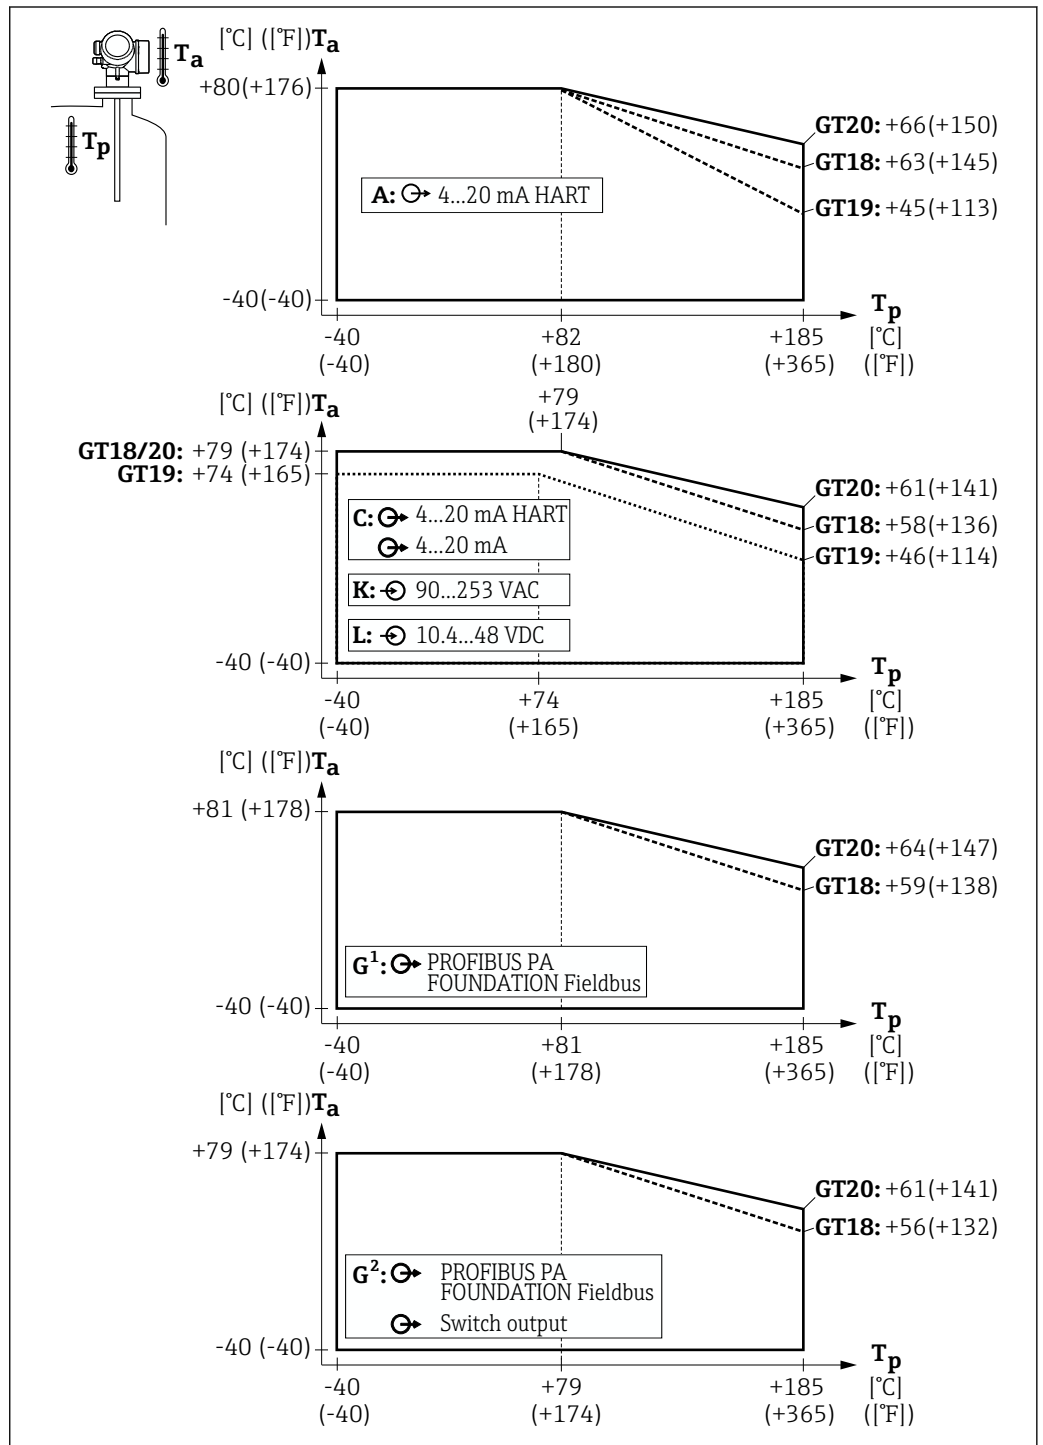 [°C] ([°F])Ta
Ta
+80(+176)
Tp
GT20: +66(+150)
GT18: +63(+145)
A: 4...20 mA HART
GT19: +45(+113)
-40(-40)
Tp
-40 +82 +185 [°C]
(-40) (+180) (+365) ([°F])
+79
[°C] ([°F])Ta
(+174)
GT18/20: +79 (+174)
GT19: +74 (+165)
GT20: +61(+141)
C: 4...20 mA HART
GT18: +58(+136)
4...20 mA
GT19: +46(+114)
K: 90...253 VAC
L: 10.4...48 VDC
-40 (-40)
Tp
-40 +74 +185 [°C]
(-40) (+165) (+365) ([°F])
[°C] ([°F])Ta
+81 (+178)
GT20: +64(+147)
GT18: +59(+138)
G1: PROFIBUS PA
FOUNDATION Fieldbus
-40 (-40)
Tp
-40 +81 +185 [°C]
(-40) (+178) (+365) ([°F])
[°C] ([°F])Ta
+79 (+174)
GT20: +61(+141)
GT18: +56(+132)
G2: PROFIBUS PA
FOUNDATION Fieldbus
Switch output
-40 (-40)
Tp
-40 +79 +185 [°C]
(-40) (+174) (+365) ([°F])